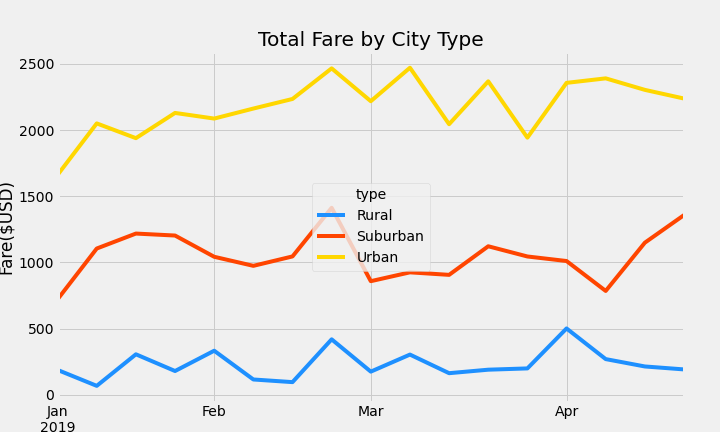 Total Fare by City Type
Fare($USD)
2500
2000
1500
1000
500
0
type
Rural
Suburban
Urban
Jan
2019
Feb
Mar
Apr